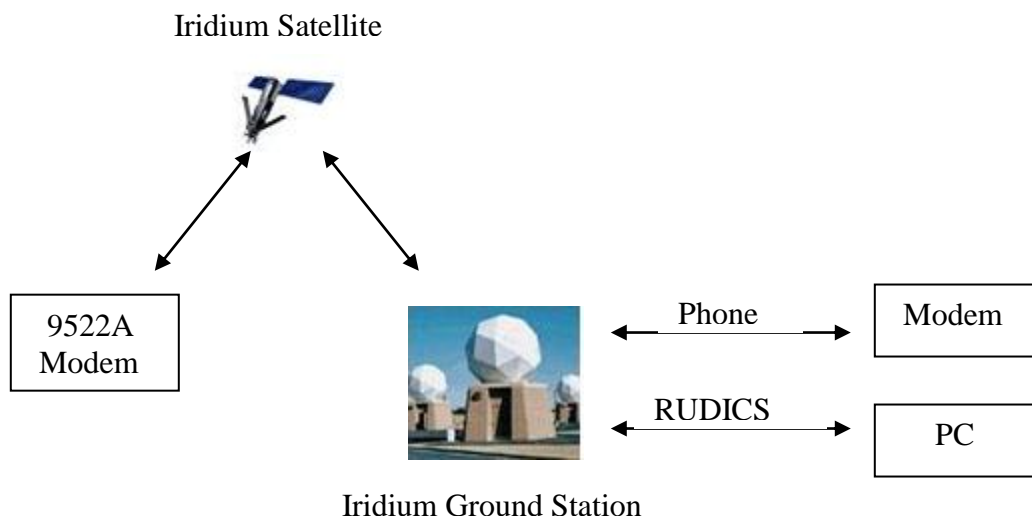 Iridium Satellite
9522A
Modem
Phone
Modem
RUDICS
PC
Iridium Ground Station